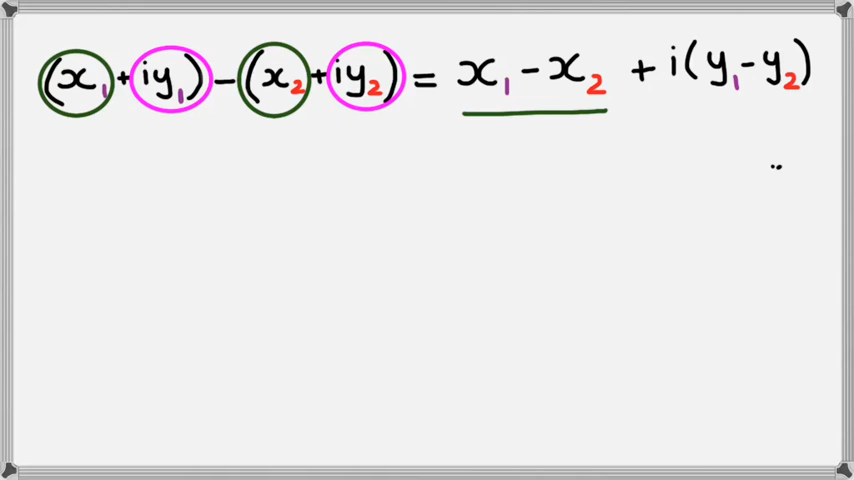 (x₁+iy₁)-(x₂+iy₂) = x₁-x₂ +i(y₁-y₂)